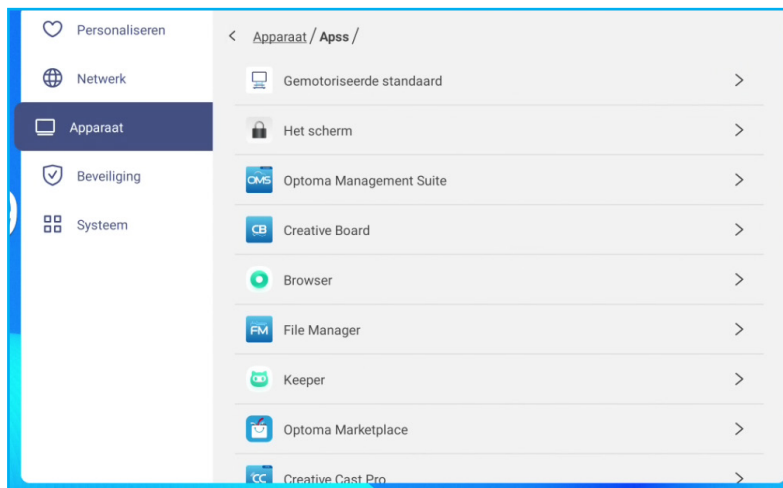 Personaliseren
Netwerk
Apparaat
Beveiliging
Systeem
< Apparaat / Apss /
Gemotoriseerde standaard
Het scherm
OMS Optoma Management Suite
CB Creative Board
Browser
FM File Manager
Keeper
Optoma Marketplace
CC Creative Cast Pro